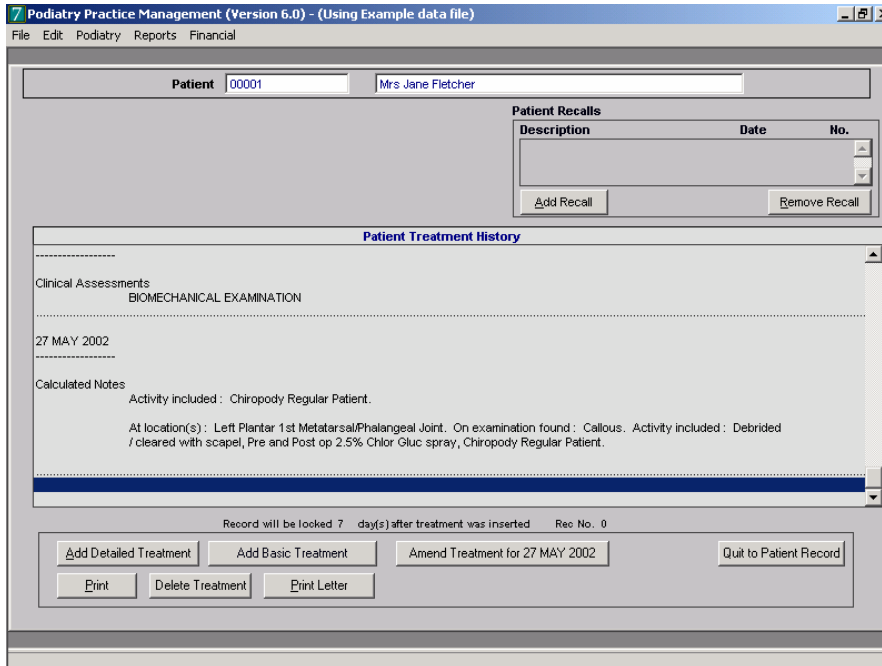 7 Podiatry Practice Management (Version 6.0) - (Using Example data file)
File Edit Podiatry Reports Financial
Patient 00001 Mrs Jane Fletcher
Patient Recalls
Description Date No.
Add Recall Remove Recall
Patient Treatment History
------------------
Clinical Assessments
BIOMECHANICAL EXAMINATION
27 MAY 2002
------------------
Calculated Notes
Activity included : Chiropody Regular Patient.
At location(s) : Left Plantar 1st Metatarsal/Phalangeal Joint. On examination found : Callous. Activity included : Debrided
/ cleared with scapel, Pre and Post op 2.5% Chlor Gluc spray, Chiropody Regular Patient.
Record will be locked 7 day(s) after treatment was inserted Rec No. 0
Add Detailed Treatment Add Basic Treatment Amend Treatment for 27 MAY 2002 Quit to Patient Record
Print Delete Treatment Print Letter